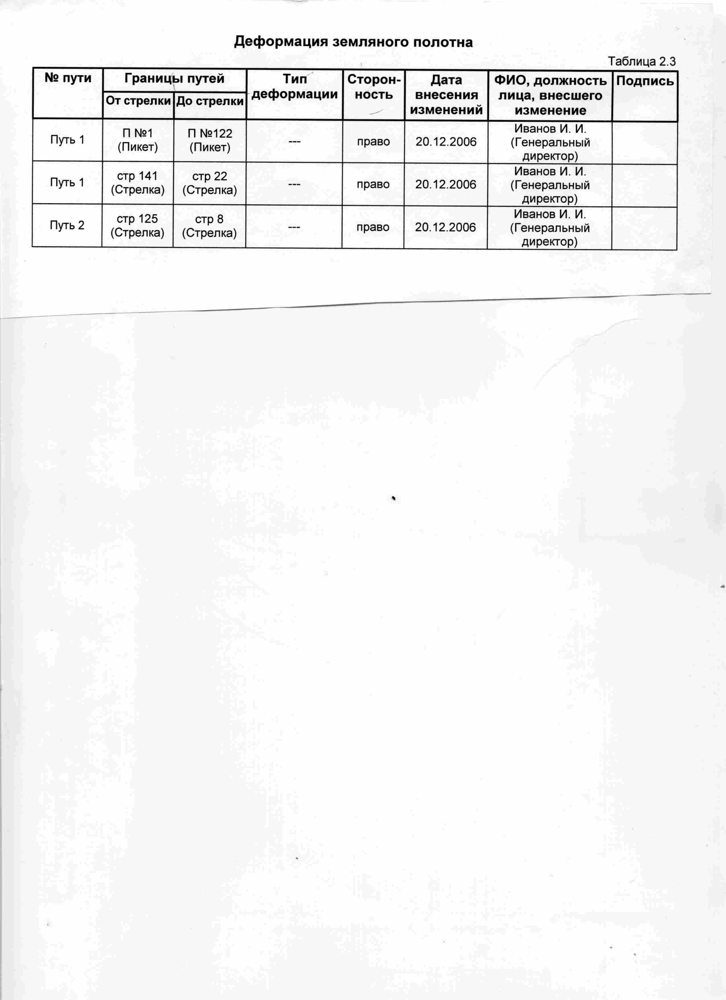 Деформация земляного полотна
Таблица 2.3
№ пути
Границы путей
От стрелки
До стрелки
Тип
деформации
Сторон-
ность
Дата
внесения
изменений
ФИО, должность
лица, внесшего
изменение
Подпись
Путь 1
П №1
(Пикет)
П №122
(Пикет)
---
право
20.12.2006
Иванов И. И.
(Генеральный
директор)
Путь 1
стр 141
(Стрелка)
стр 22
(Стрелка)
---
право
20.12.2006
Иванов И. И.
(Генеральный
директор)
Путь 2
стр 125
(Стрелка)
стр 8
(Стрелка)
---
право
20.12.2006
Иванов И. И.
(Генеральный
директор)